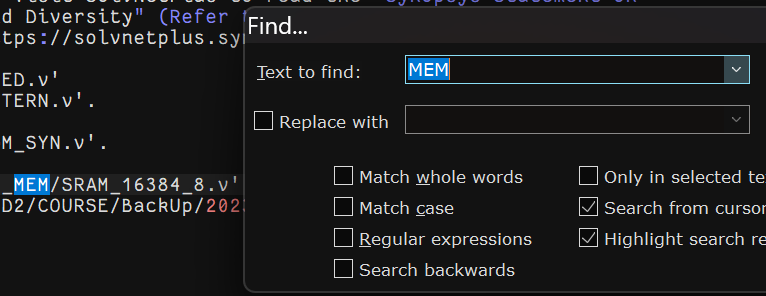 d Diversity" (Refer
tps://solvnetplus.sy
ED.v'
TERN.v'.
M_SYN.v'.
_MEM/SRAM_16384_8.v'
D2/COURSE/BackUp/202
Find...
Text to find:
MEM
Replace with
Match whole words
Only in selected te
Match case
Search from cursor
Regular expressions
Highlight search re
Search backwards